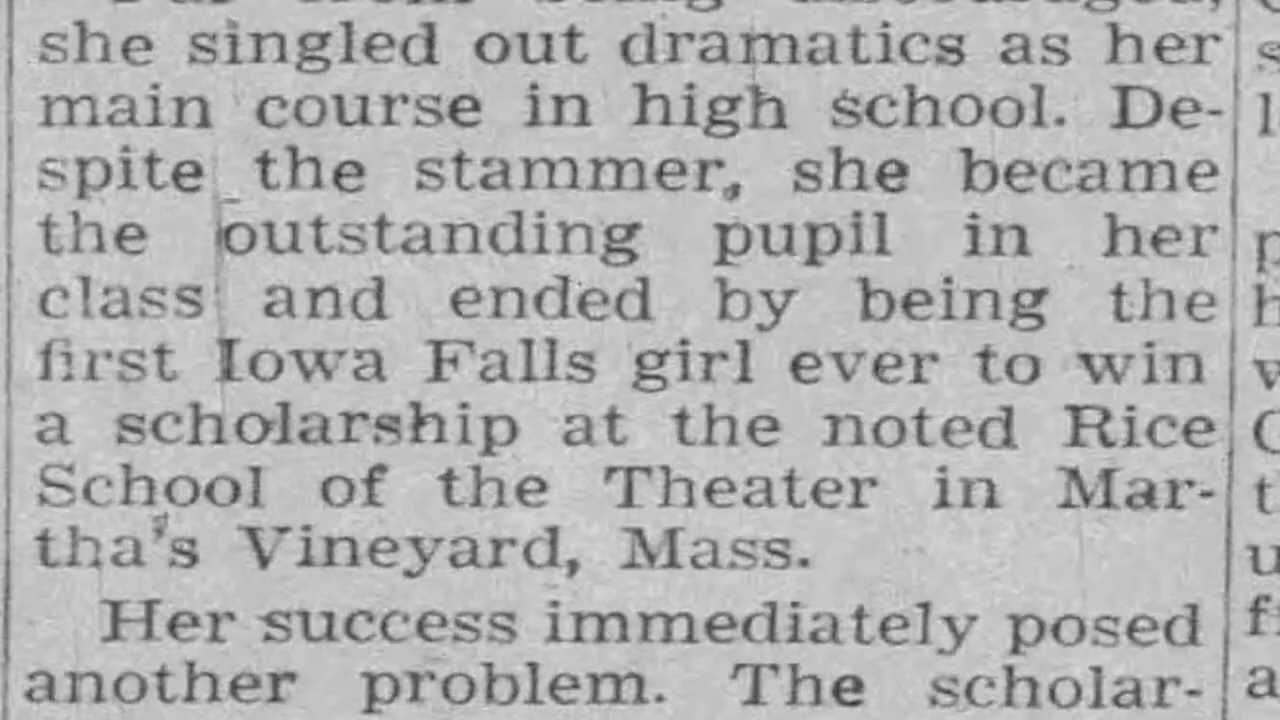 she singled out dramatics as her
main course in high school. De-
spite the stammer, she became
the outstanding pupil in her
class and ended by being the
first Iowa Falls girl ever to win
a scholarship at the noted Rice
School of the Theater in Mar-
tha's Vineyard, Mass.
Her success immediately posed
another problem. The scholar-